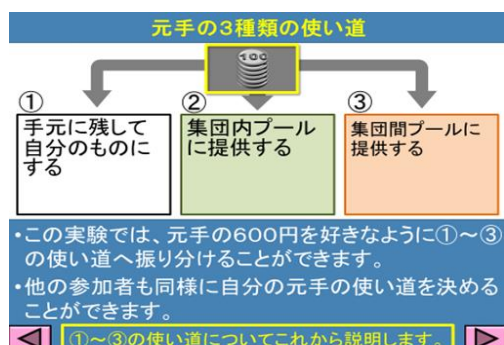 元手の3種類の使い道
100
①
手元に残して
自分のものに
する
②
集団内プール
に提供する
③
集団間プールに
提供する
・この実験では、元手の600円を好きなように①～③
の使い道へ振り分けることができます。
・他の参加者も同様に自分の元手の使い道を決める
ことができます。
①～③の使い道についてこれから説明します。